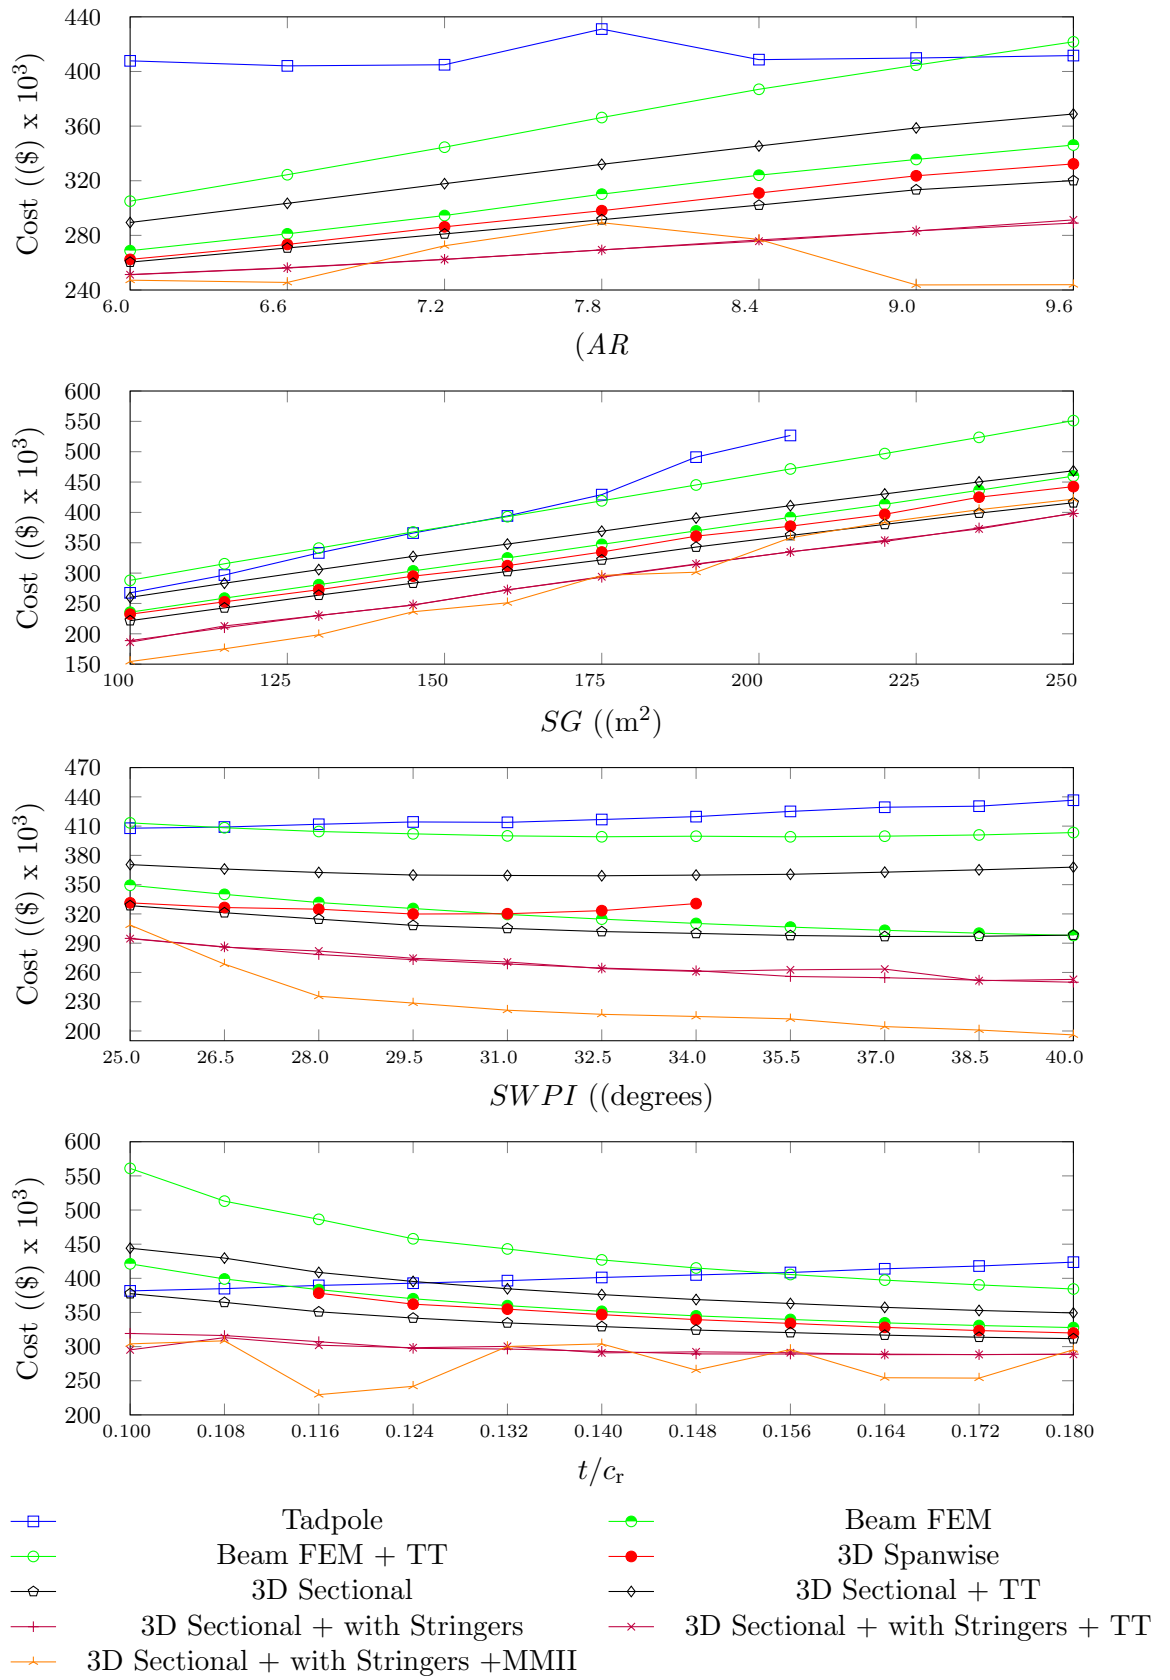 440
400
360
320
280
240
Cost (($) x 10³)
6.0 6.6 7.2 7.8 8.4 9.0 9.6
(AR
600
550
500
450
400
350
300
250
200
150
Cost (($) x 10³)
100 125 150 175 200 225 250
SG ((m²)
470
440
410
380
350
320
290
260
230
200
Cost (($) x 10³)
25.0 26.5 28.0 29.5 31.0 32.5 34.0 35.5 37.0 38.5 40.0
SWPI ((degrees)
600
550
500
450
400
350
300
250
200
Cost (($) x 10³)
0.100 0.108 0.116 0.124 0.132 0.140 0.148 0.156 0.164 0.172 0.180
t/cr
Tadpole Beam FEM
Beam FEM + TT 3D Spanwise
3D Sectional 3D Sectional + TT
3D Sectional + with Stringers 3D Sectional + with Stringers + TT
3D Sectional + with Stringers +MMII